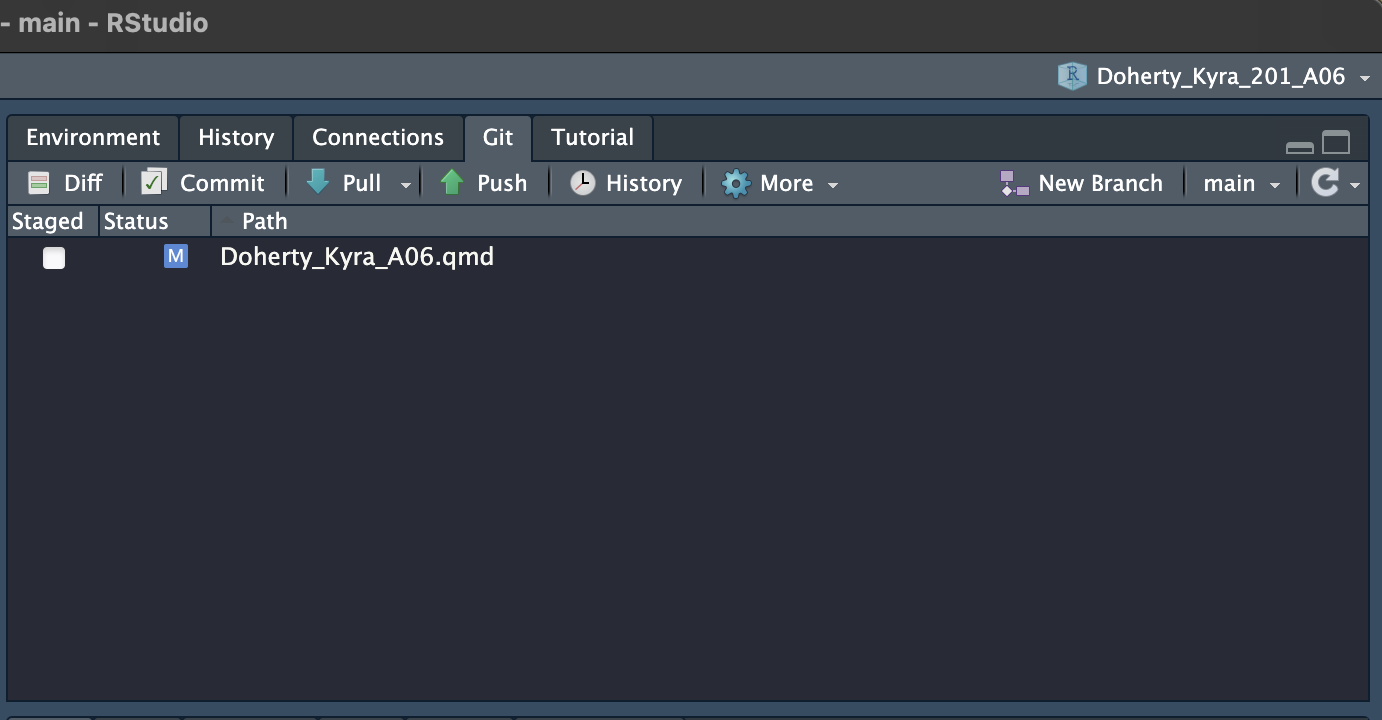 - main - RStudio
R Doherty_Kyra_201_A06
Environment History Connections Git Tutorial
Diff Commit Pull Push History More New Branch main
Staged Status Path
M Doherty_Kyra_A06.qmd